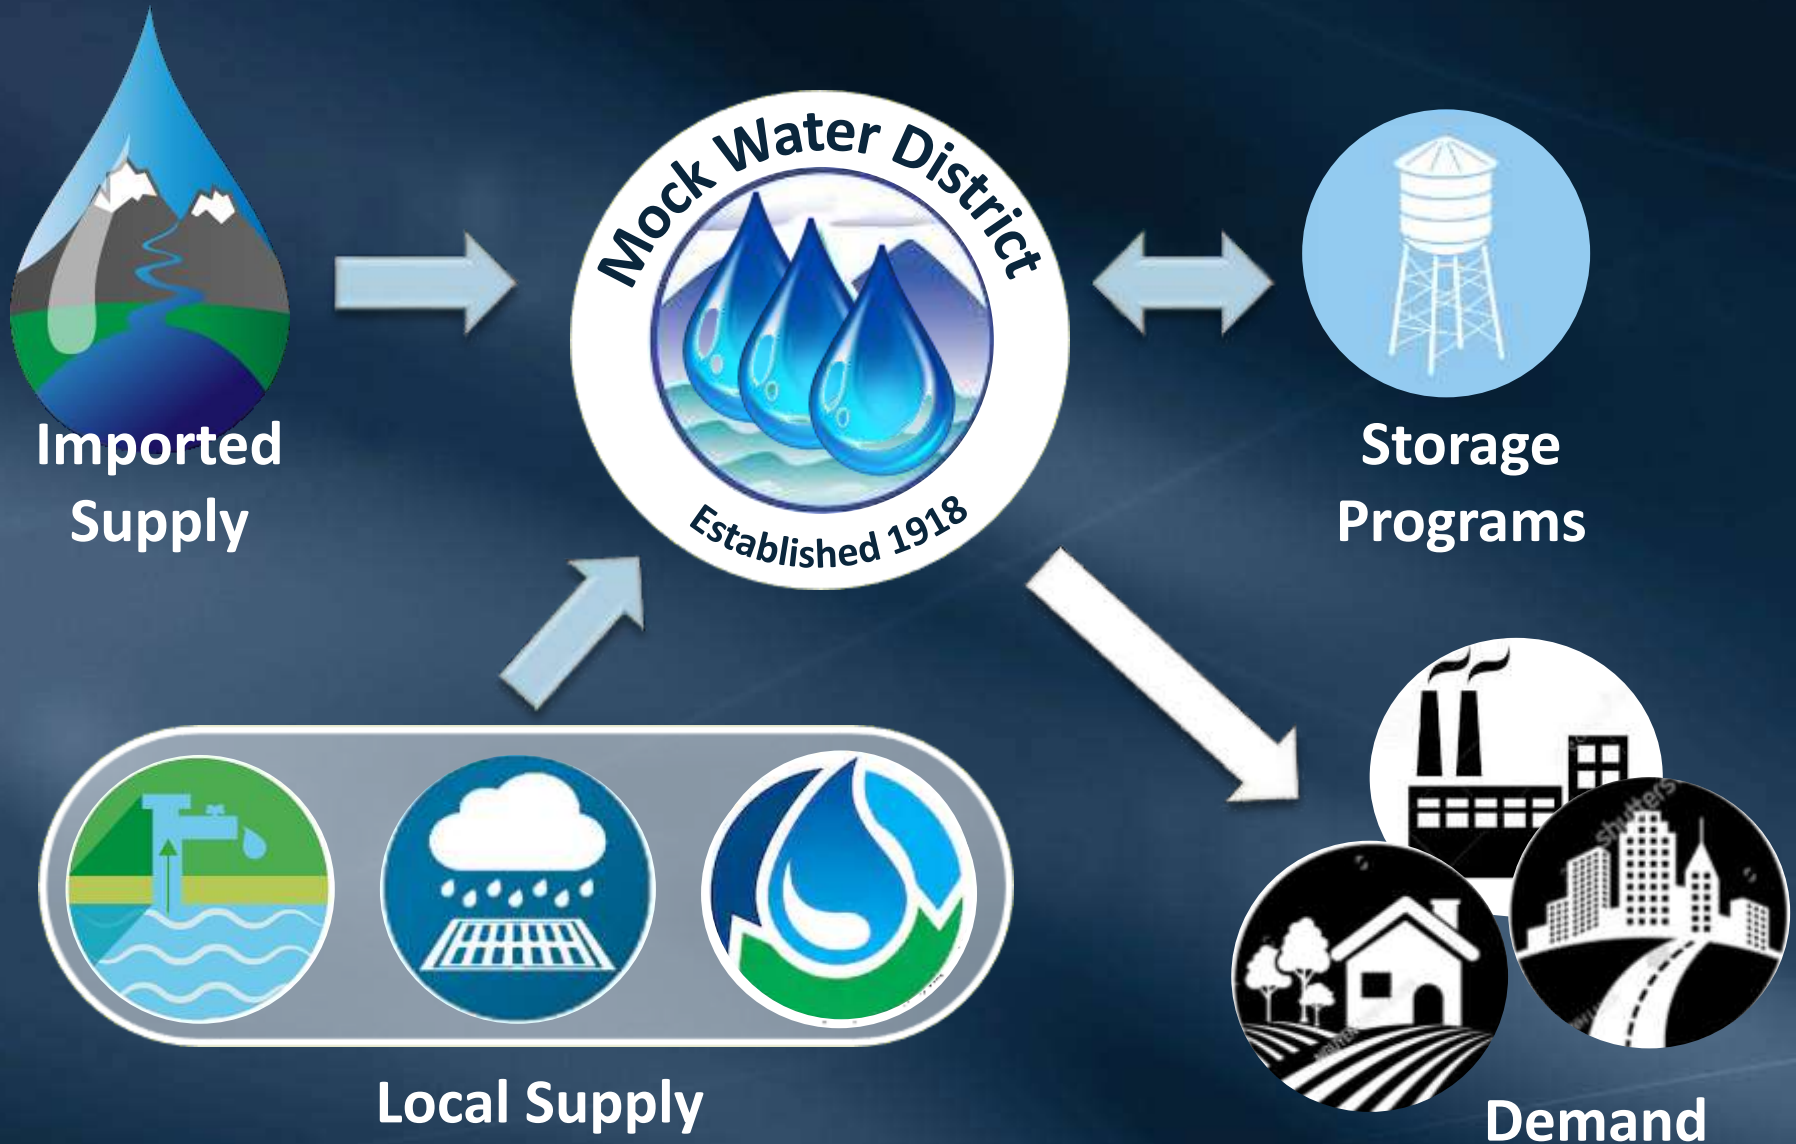 Mock Water District
Established 1918
Imported
Supply
Storage
Programs
Local Supply
Demand